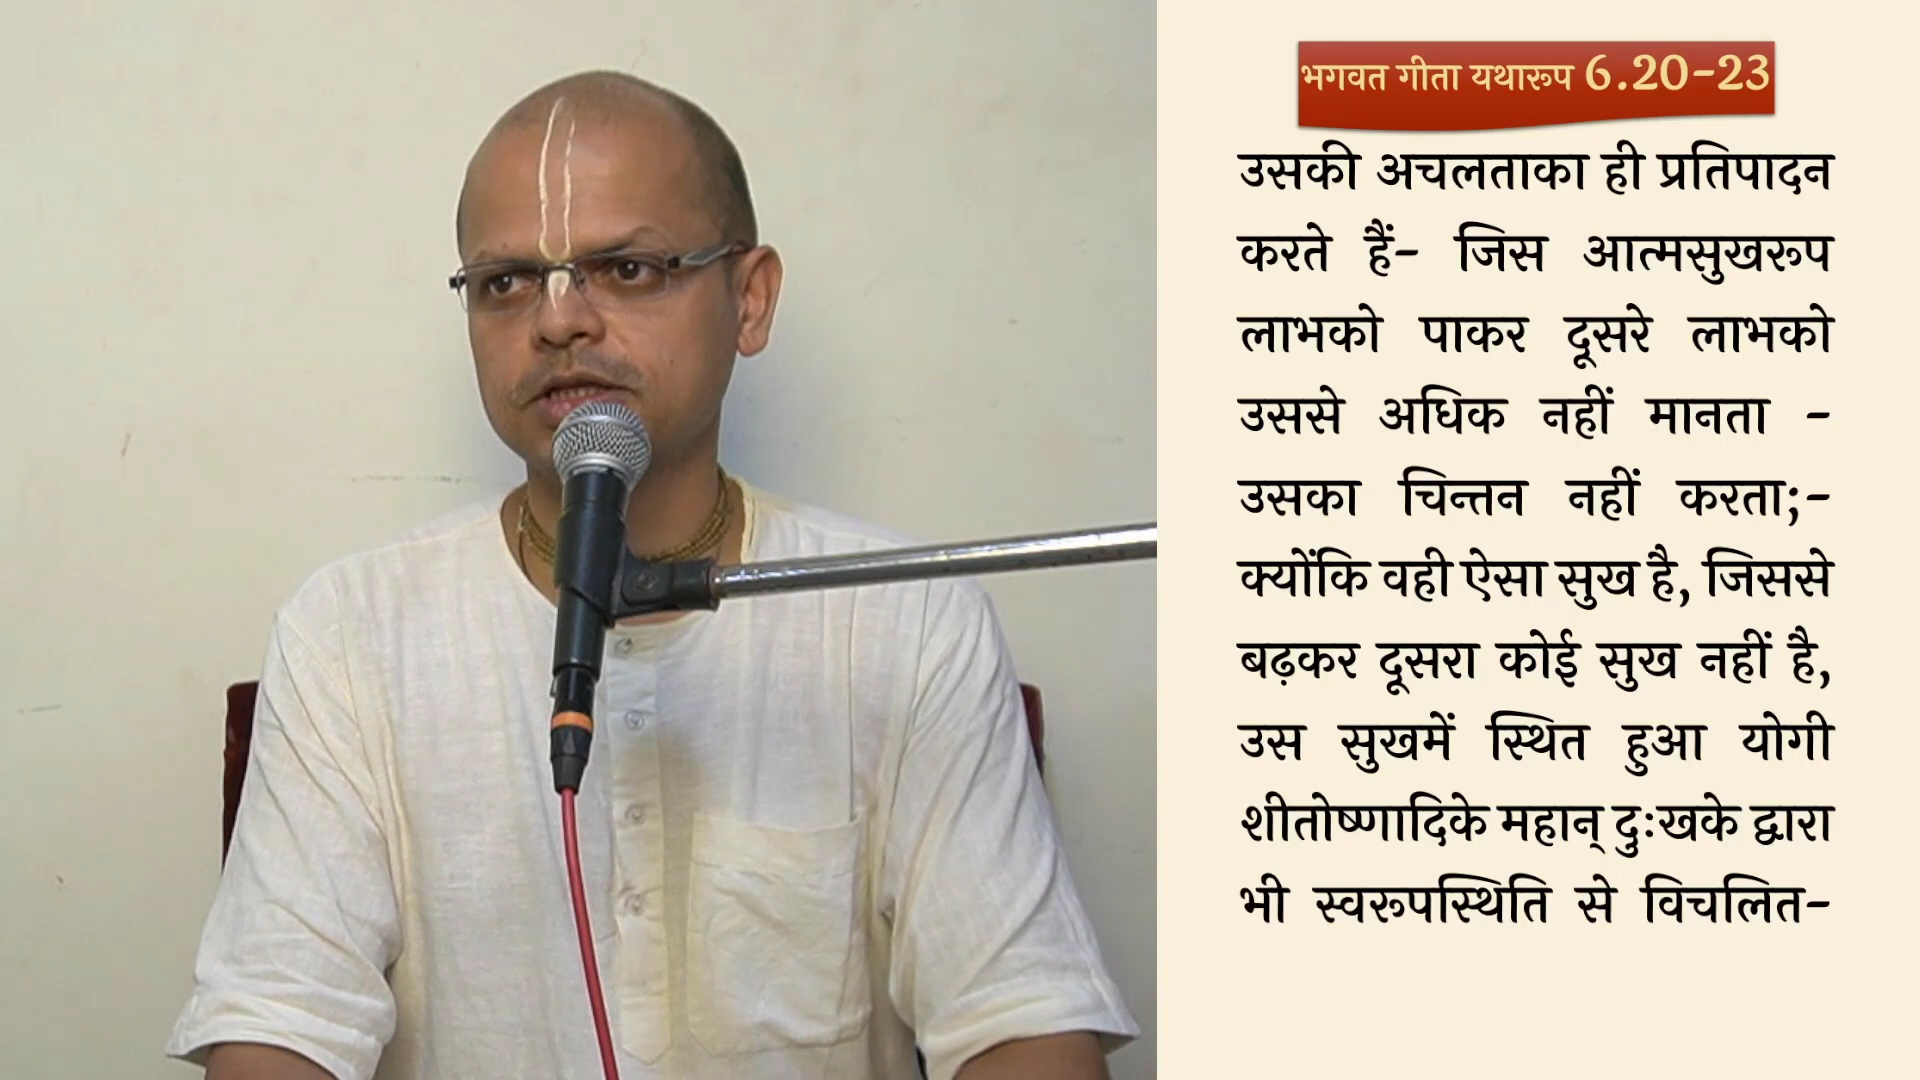 भगवत गीता यथारूप 6.20-23
उसकी अचलताका ही प्रतिपादन
करते हैं- जिस आत्मसुखरूप
लाभको पाकर दूसरे लाभको
उससे अधिक नहीं मानता -
उसका चिन्तन नहीं करता;-
क्योंकि वही ऐसा सुख है, जिससे
बढ़कर दूसरा कोई सुख नहीं है,
उस सुखमें स्थित हुआ योगी
शीतोष्णादिके महान् दुःखके द्वारा
भी स्वरूपस्थिति से विचलित-